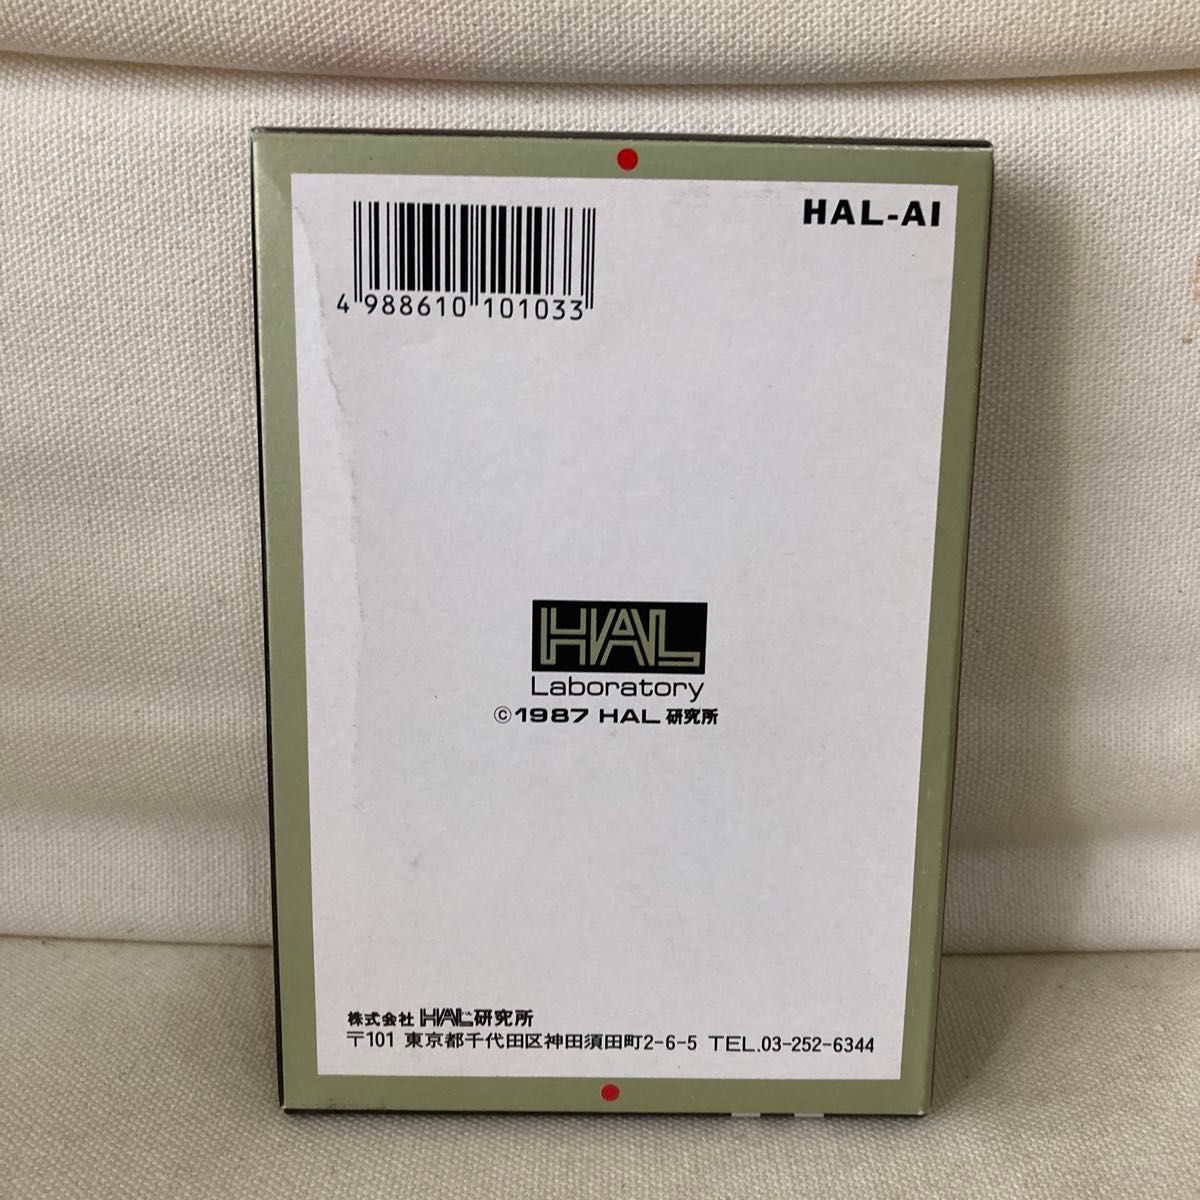 HAL-AI
4 988610 101033
HAL
Laboratory
©1987 HAL 研究所
株式会社 HAL研究所
〒101 東京都千代田区神田須田町2-6-5 TEL.03-252-6344